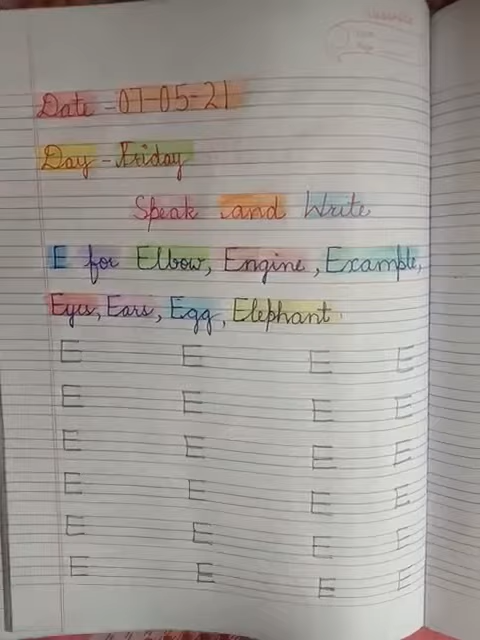 Date - 07-05-21
Day - Friday
Speak and Write
E for Elbow, Engine, Example,
Eyes, Ears, Egg, Elephant.
E E E E
E E E E
E E E E
E E E E
E E E E
E E E E